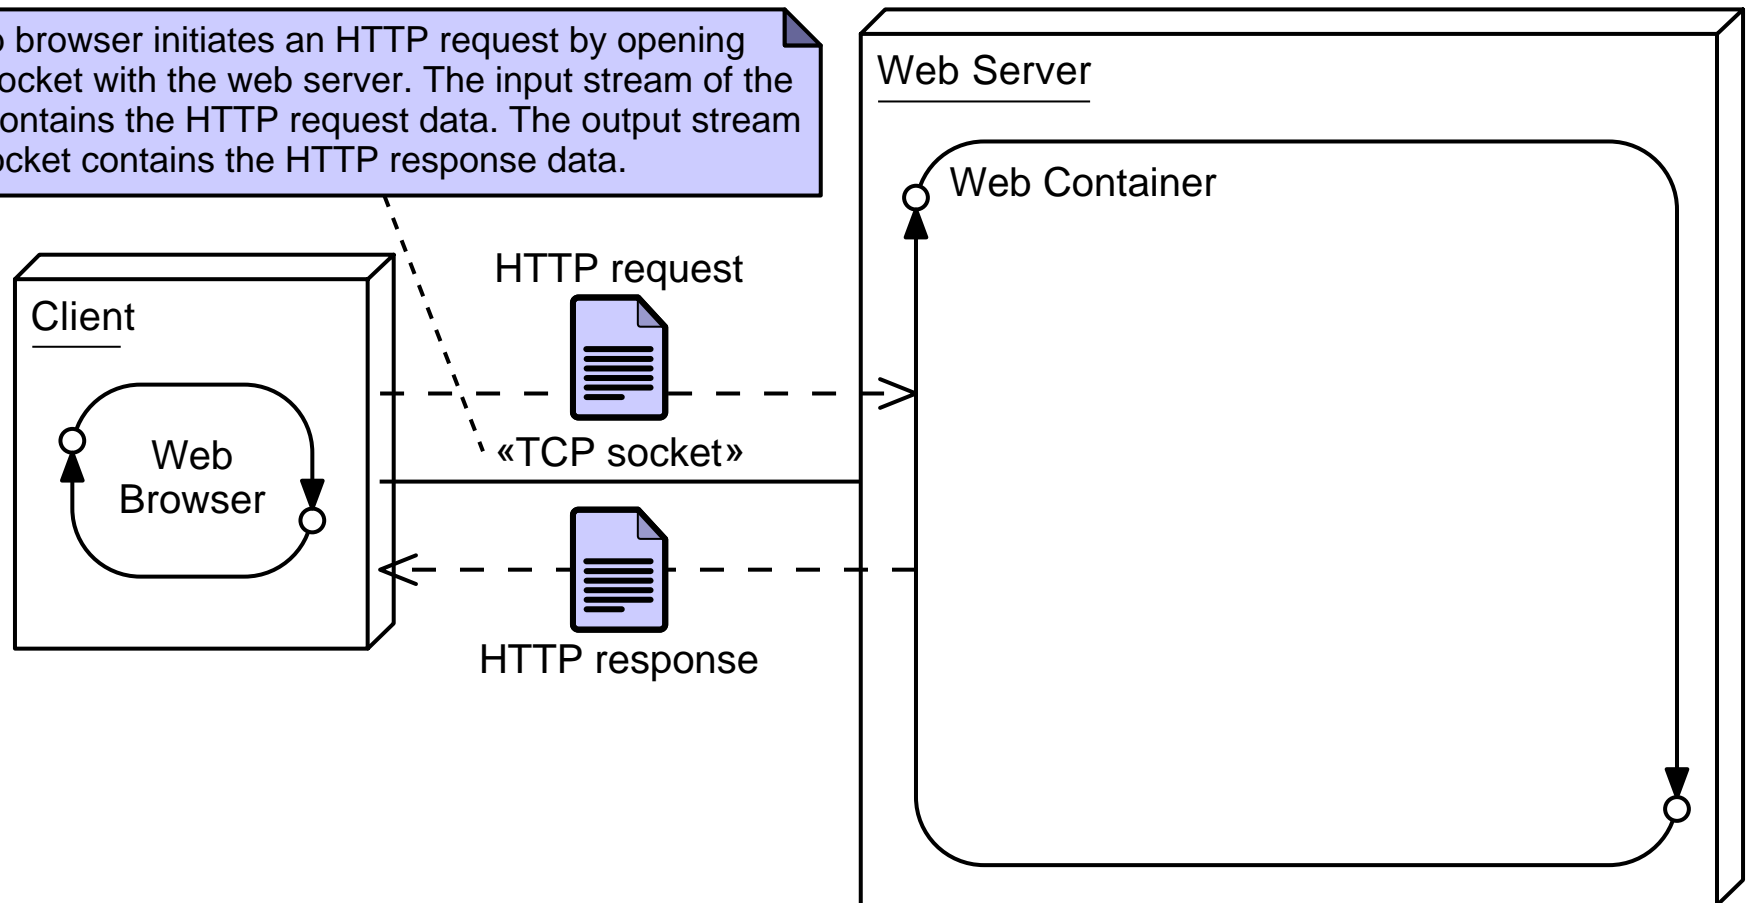 browser initiates an HTTP request by opening
ocket with the web server. The input stream of the
ontains the HTTP request data. The output stream
ocket contains the HTTP response data.
Web Server
Web Container
HTTP request
Client
«TCP socket»
Web
Browser
HTTP response